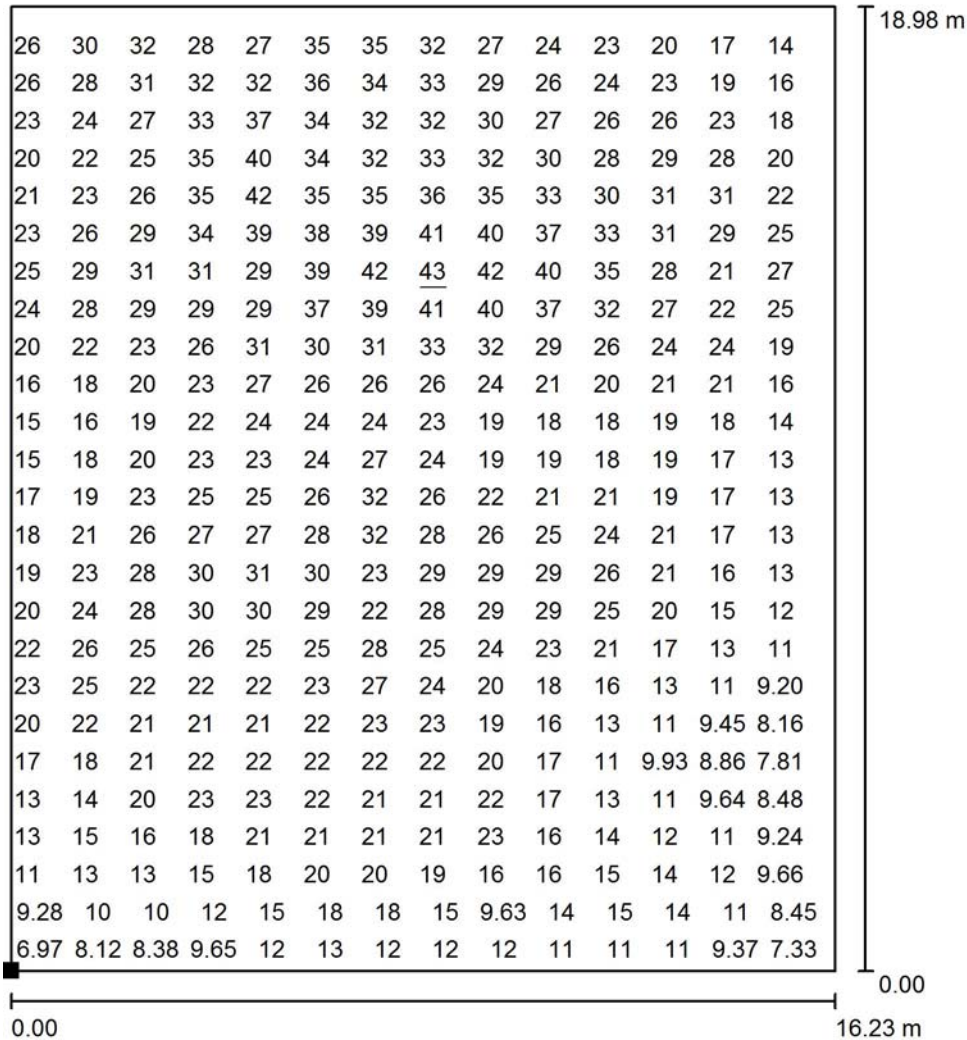 18.98 m
26 30 32 28 27 35 35 32 27 24 23 20 17 14
26 28 31 32 32 36 34 33 29 26 24 23 19 16
23 24 27 33 37 34 32 32 30 27 26 26 23 18
20 22 25 35 40 34 32 33 32 30 28 29 28 20
21 23 26 35 42 35 35 36 35 33 30 31 31 22
23 26 29 34 39 38 39 41 40 37 33 31 29 25
25 29 31 31 29 39 42 43 42 40 35 28 21 27
24 28 29 29 29 37 39 41 40 37 32 27 22 25
20 22 23 26 31 30 31 33 32 29 26 24 24 19
16 18 20 23 27 26 26 26 24 21 20 21 21 16
15 16 19 22 24 24 24 23 19 18 18 19 18 14
15 18 20 23 23 24 27 24 19 19 18 19 17 13
17 19 23 25 25 26 32 26 22 21 21 19 17 13
18 21 26 27 27 28 32 28 26 25 24 21 17 13
19 23 28 30 31 30 23 29 29 29 26 21 16 13
20 24 28 30 30 29 22 28 29 29 25 20 15 12
22 26 25 26 25 25 28 25 24 23 21 17 13 11
23 25 22 22 22 23 27 24 20 18 16 13 11 9.20
20 22 21 21 21 22 23 23 19 16 13 11 9.45 8.16
17 18 21 22 22 22 22 22 20 17 11 9.93 8.86 7.81
13 14 20 23 23 22 21 21 22 17 13 11 9.64 8.48
13 15 16 18 21 21 21 21 23 16 14 12 11 9.24
11 13 13 15 18 20 20 19 16 16 15 14 12 9.66
9.28 10 10 12 15 18 18 15 9.63 14 15 14 11 8.45
6.97 8.12 8.38 9.65 12 13 12 12 12 11 11 11 9.37 7.33
0.00
0.00 16.23 m